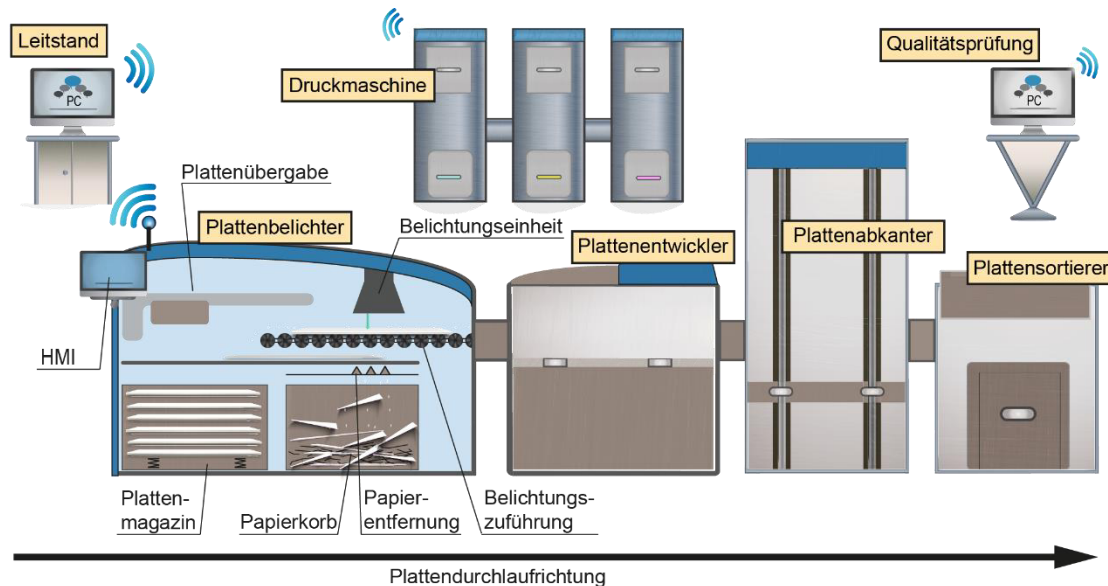 Leitstand
PC
Druckmaschine
Qualitätsprüfung
PC
Plattenübergabe
Plattenbelichter
Belichtungseinheit
Plattenentwickler
Plattenabkanter
Plattensortierer
HMI
Platten-
magazin
Papierkorb
Papier-
entfernung
Belichtungs-
zuführung
Plattendurchlaufrichtung